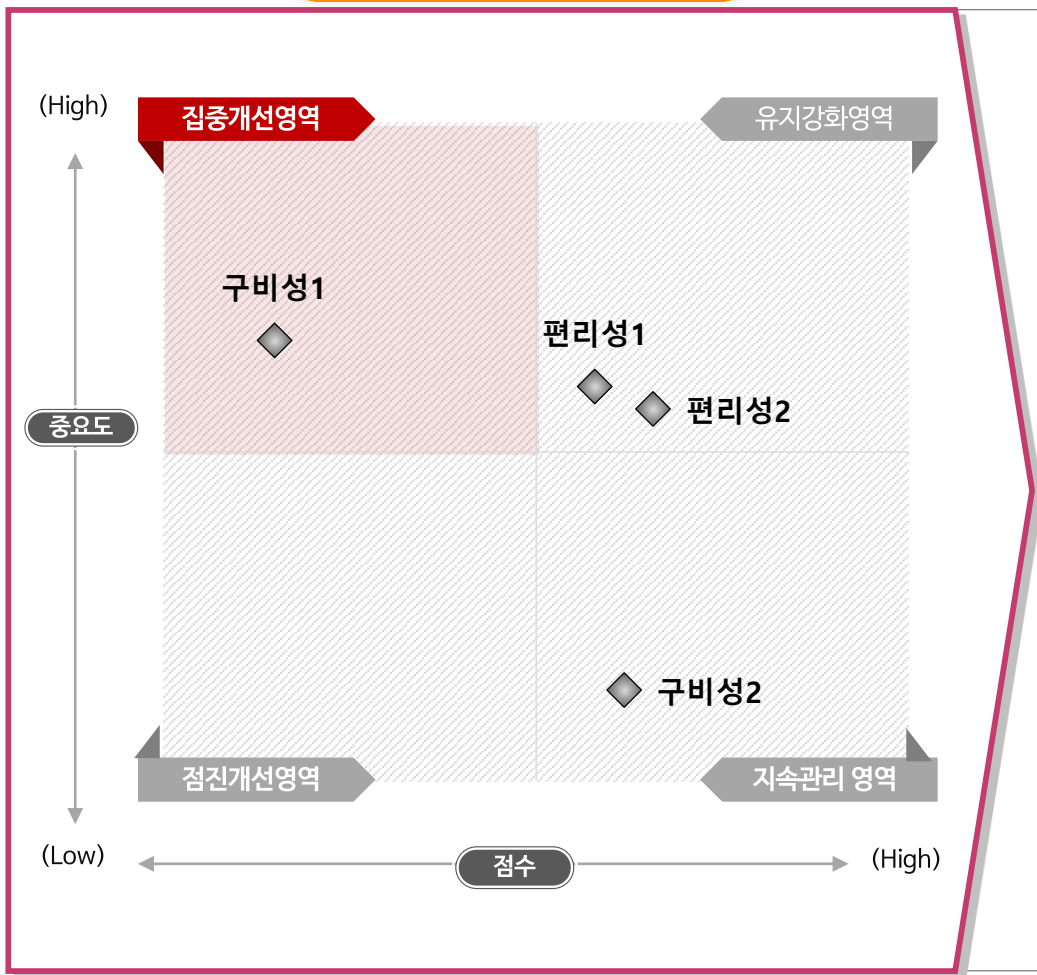 (High)
집중개선영역
유지강화영역
구비성1
편리성1
편리성2
중요도
구비성2
점진개선영역
지속관리 영역
(Low)
점수
(High)